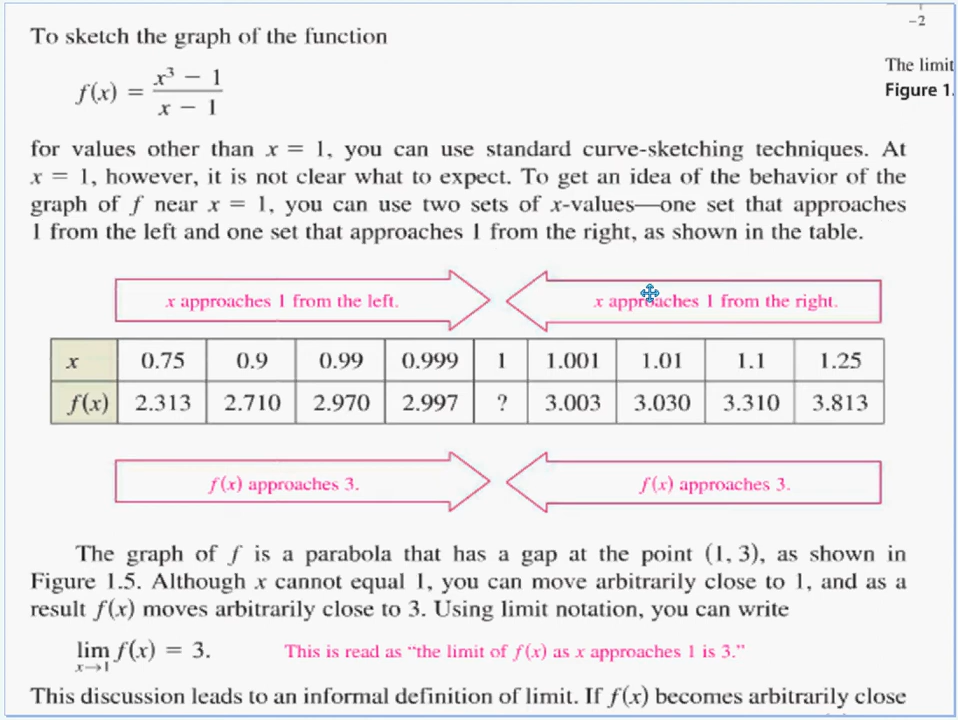 −2
To sketch the graph of the function
The limit
f(x) = x³ − 1 / x − 1
Figure 1.
for values other than x = 1, you can use standard curve-sketching techniques. At
x = 1, however, it is not clear what to expect. To get an idea of the behavior of the
graph of f near x = 1, you can use two sets of x-values—one set that approaches
1 from the left and one set that approaches 1 from the right, as shown in the table.
x approaches 1 from the left. x approaches 1 from the right.
x 0.75 0.9 0.99 0.999 1 1.001 1.01 1.1 1.25
f(x) 2.313 2.710 2.970 2.997 ? 3.003 3.030 3.310 3.813
f(x) approaches 3. f(x) approaches 3.
The graph of f is a parabola that has a gap at the point (1, 3), as shown in
Figure 1.5. Although x cannot equal 1, you can move arbitrarily close to 1, and as a
result f(x) moves arbitrarily close to 3. Using limit notation, you can write
lim x→1 f(x) = 3. This is read as “the limit of f(x) as x approaches 1 is 3.”
This discussion leads to an informal definition of limit. If f(x) becomes arbitrarily close